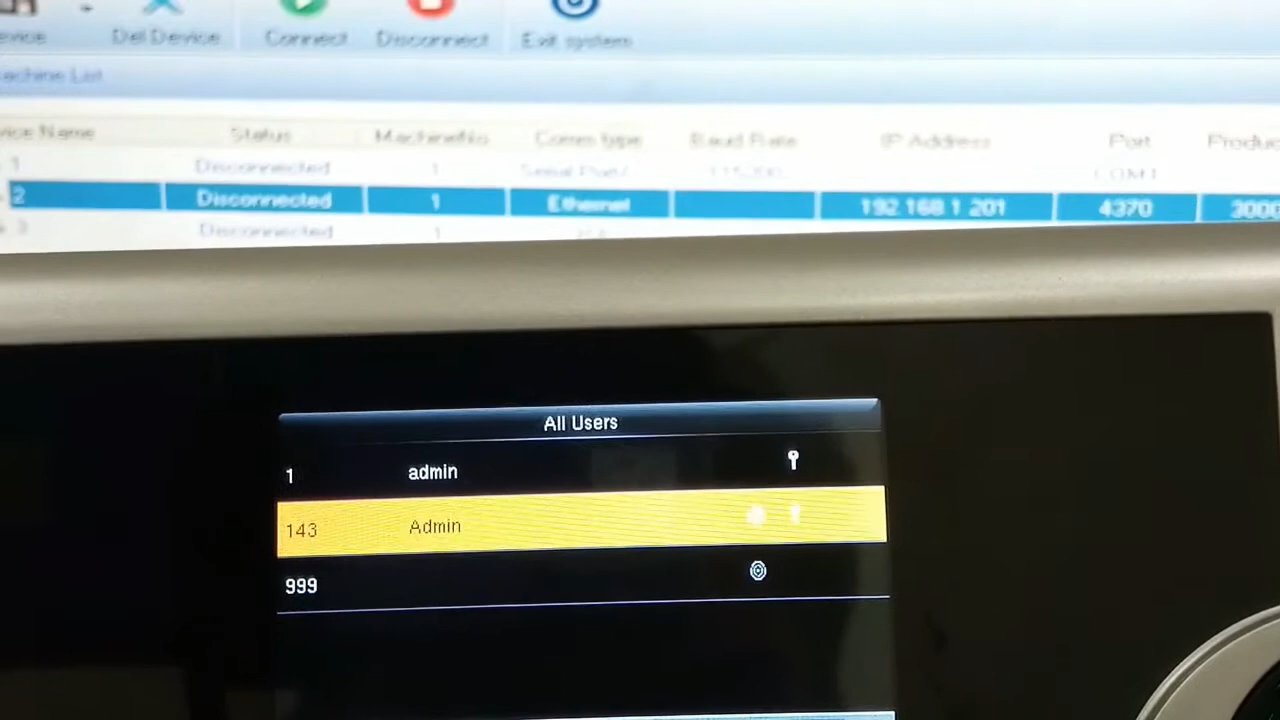 Del Device Connect Disconnect Exit system
Machine List
Device Name Status MachineNo Comm type Baud Rate IP Address Port
1 Disconnected 1 Serial Port/ 115200 COM1
2 Disconnected 1 Ethernet 192.168.1.201 4370 3000
3 Disconnected 1
All Users
1 admin
143 Admin
999